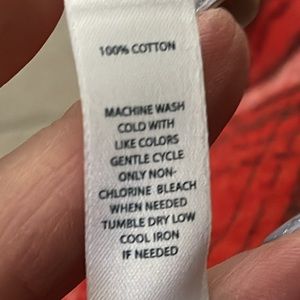 100% COTTON
MACHINE WASH
COLD WITH
LIKE COLORS
GENTLE CYCLE
ONLY NON-
CHLORINE BLEACH
WHEN NEEDED
TUMBLE DRY LOW
COOL IRON
IF NEEDED